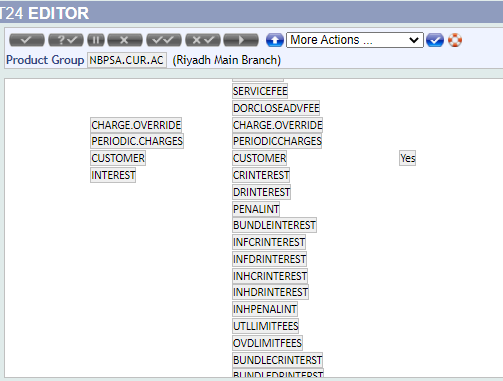 T24 EDITOR
More Actions ...
Product Group NBPSA.CUR.AC (Riyadh Main Branch)
SERVICEFEE
DORCLOSEADVFEE
CHARGE.OVERRIDE CHARGE.OVERRIDE
PERIODIC.CHARGES PERIODICCHARGES
CUSTOMER CUSTOMER Yes
INTEREST CRINTEREST
DRINTEREST
PENALINT
BUNDLEINTEREST
INFCRINTEREST
INFDRINTEREST
INHCRINTEREST
INHDRINTEREST
INHPENALINT
UTLLIMITFEES
OVDLIMITFEES
BUNDLECRINTERST
BUNDLEDRINTERST